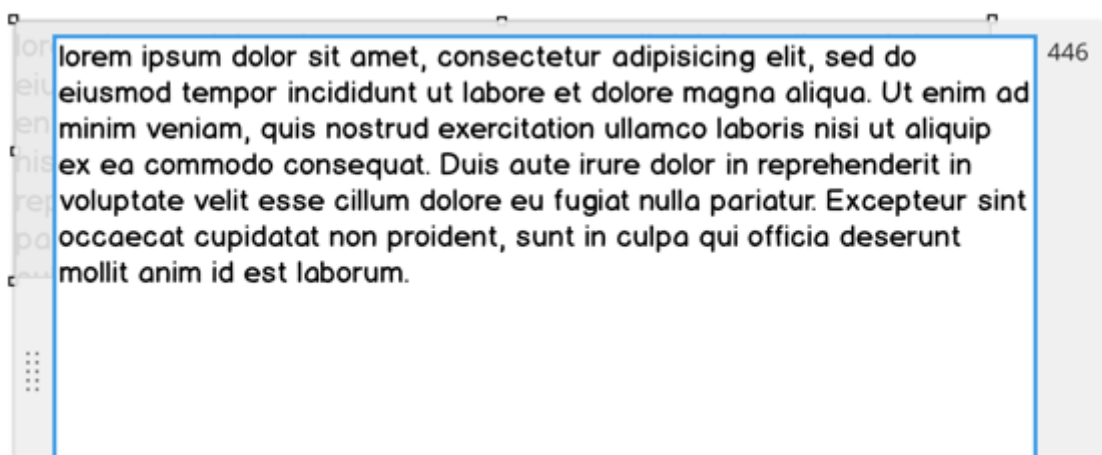 lorem ipsum dolor sit amet, consectetur adipisicing elit, sed do
eiusmod tempor incididunt ut labore et dolore magna aliqua. Ut enim ad
minim veniam, quis nostrud exercitation ullamco laboris nisi ut aliquip
ex ea commodo consequat. Duis aute irure dolor in reprehenderit in
voluptate velit esse cillum dolore eu fugiat nulla pariatur. Excepteur sint
occaecat cupidatat non proident, sunt in culpa qui officia deserunt
mollit anim id est laborum.
446